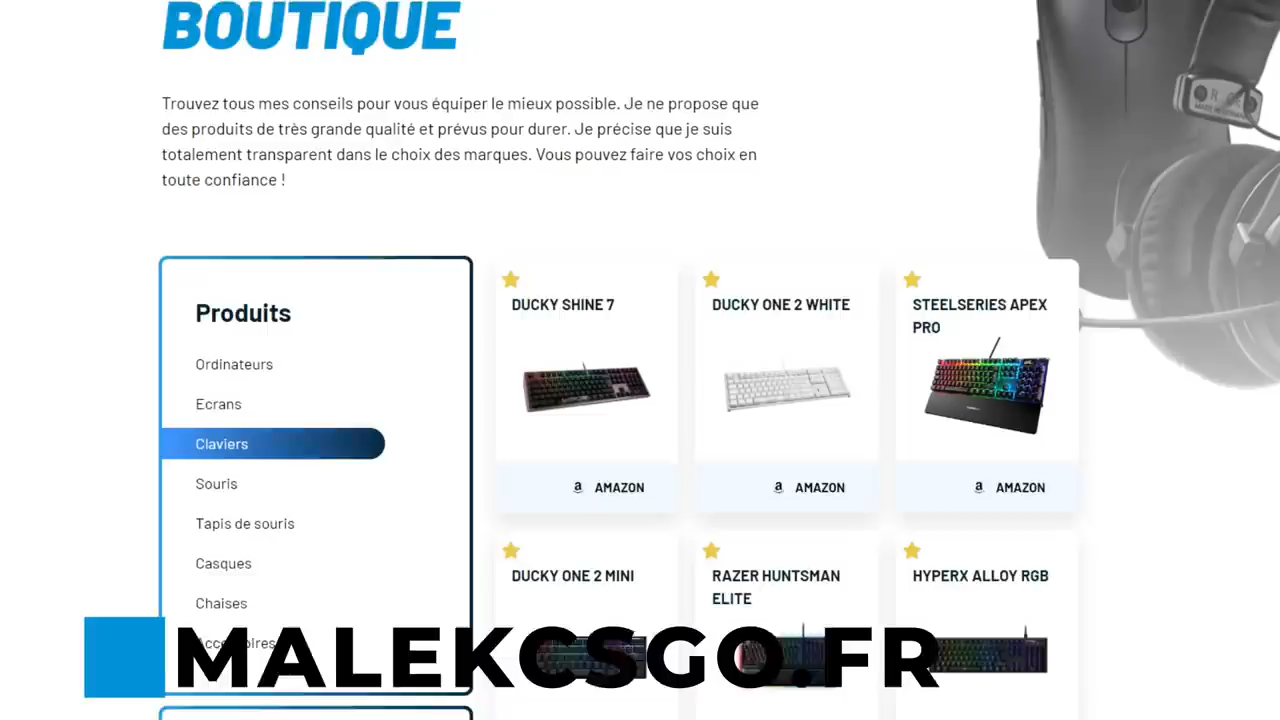 BOUTIQUE
Trouvez tous mes conseils pour vous équiper le mieux possible. Je ne propose que
des produits de très grande qualité et prévus pour durer. Je précise que je suis
totalement transparent dans le choix des marques. Vous pouvez faire vos choix en
toute confiance !
Produits
Ordinateurs
Ecrans
Claviers
Souris
Tapis de souris
Casques
Chaises
Accessoires
DUCKY SHINE 7
AMAZON
DUCKY ONE 2 WHITE
AMAZON
STEELSERIES APEX
PRO
AMAZON
DUCKY ONE 2 MINI
RAZER HUNTSMAN
ELITE
HYPERX ALLOY RGB
MALEKCSGO.FR